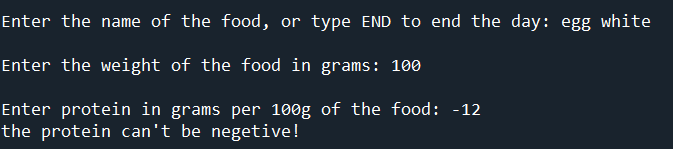 Enter the name of the food, or type END to end the day: egg white
Enter the weight of the food in grams: 100
Enter protein in grams per 100g of the food: -12
the protein can't be negetive!